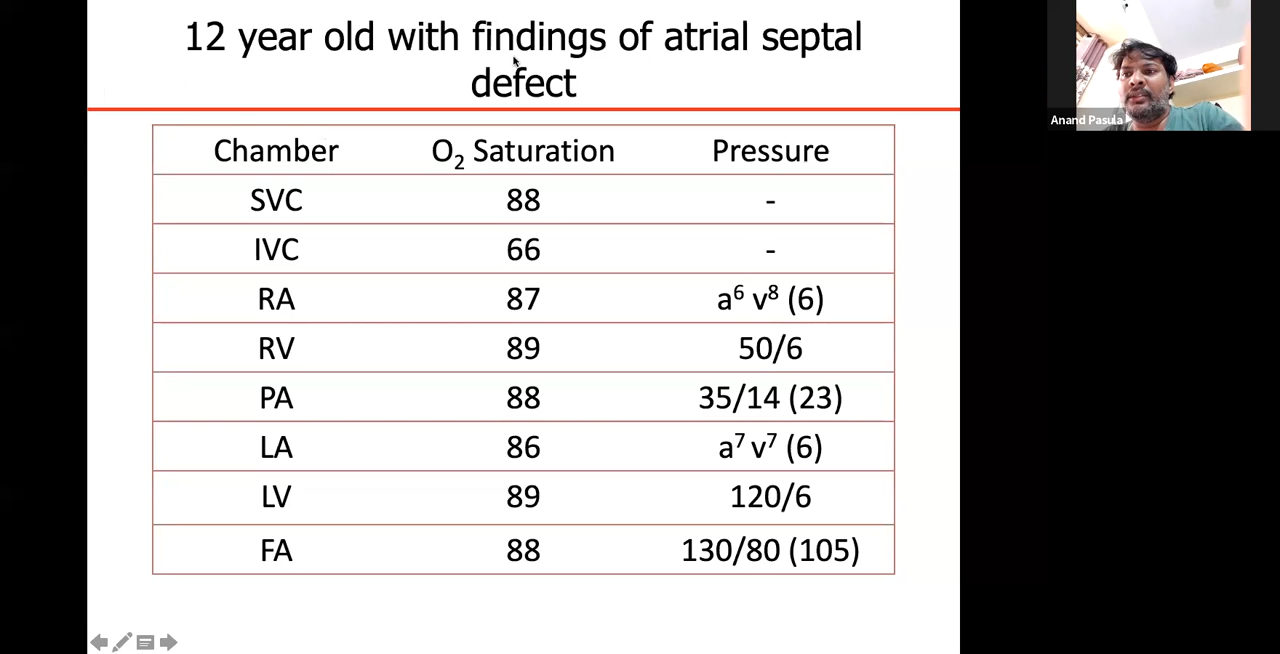 12 year old with findings of atrial septal
defect
Anand Pasula
Chamber O₂ Saturation Pressure
SVC 88 -
IVC 66 -
RA 87 a⁶ v⁸ (6)
RV 89 50/6
PA 88 35/14 (23)
LA 86 a⁷ v⁷ (6)
LV 89 120/6
FA 88 130/80 (105)